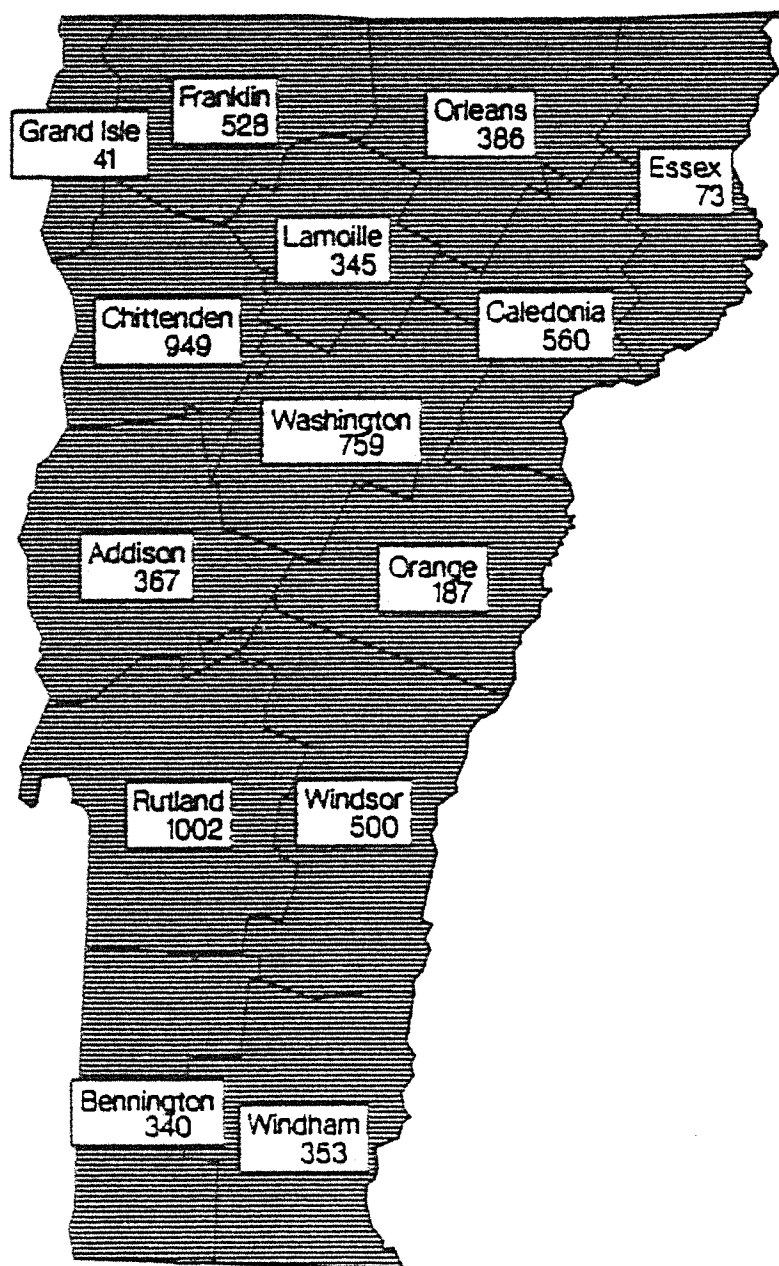 Franklin
528
Orleans
386
Grand Isle
41
Essex
73
Lamoille
345
Chittenden
949
Caledonia
560
Washington
759
Addison
367
Orange
187
Rutland
1002
Windsor
500
Bennington
340
Windham
353